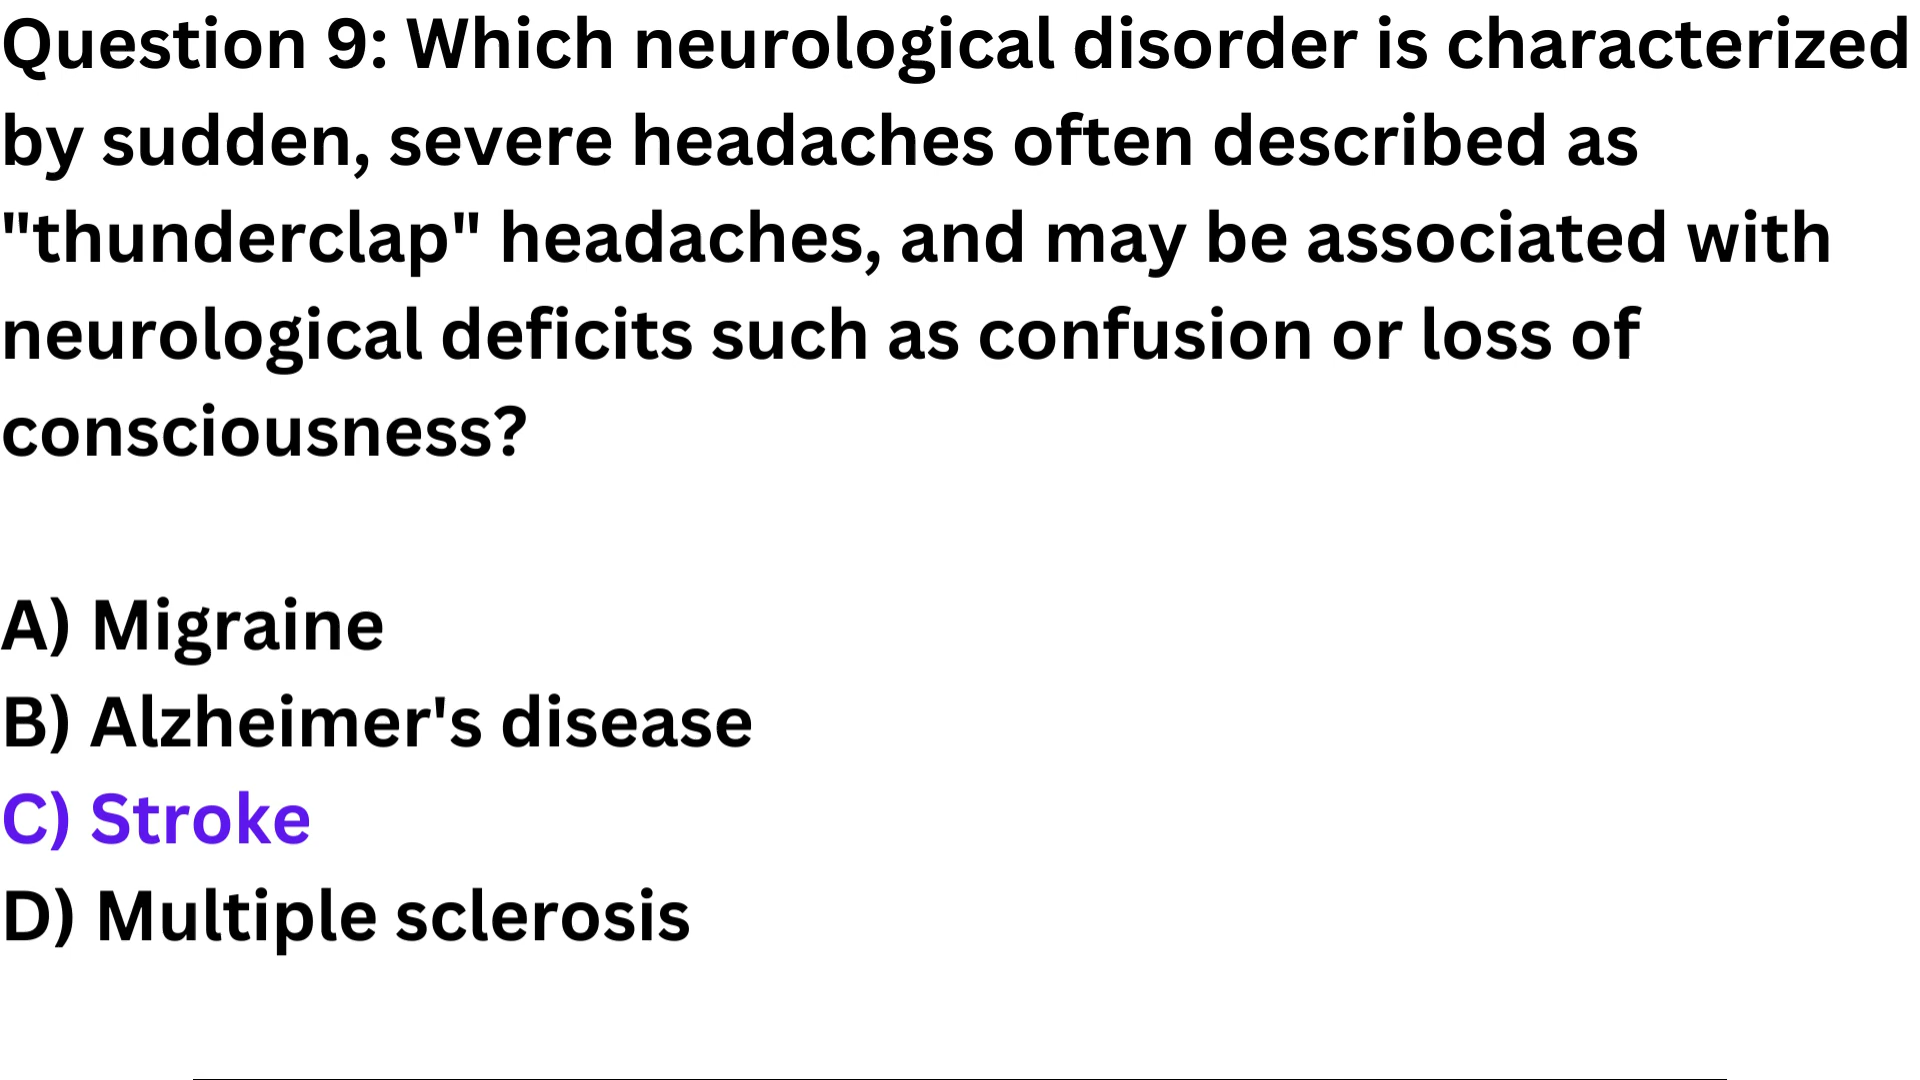 Question 9: Which neurological disorder is characterized
by sudden, severe headaches often described as
"thunderclap" headaches, and may be associated with
neurological deficits such as confusion or loss of
consciousness?
A) Migraine
B) Alzheimer's disease
C) Stroke
D) Multiple sclerosis